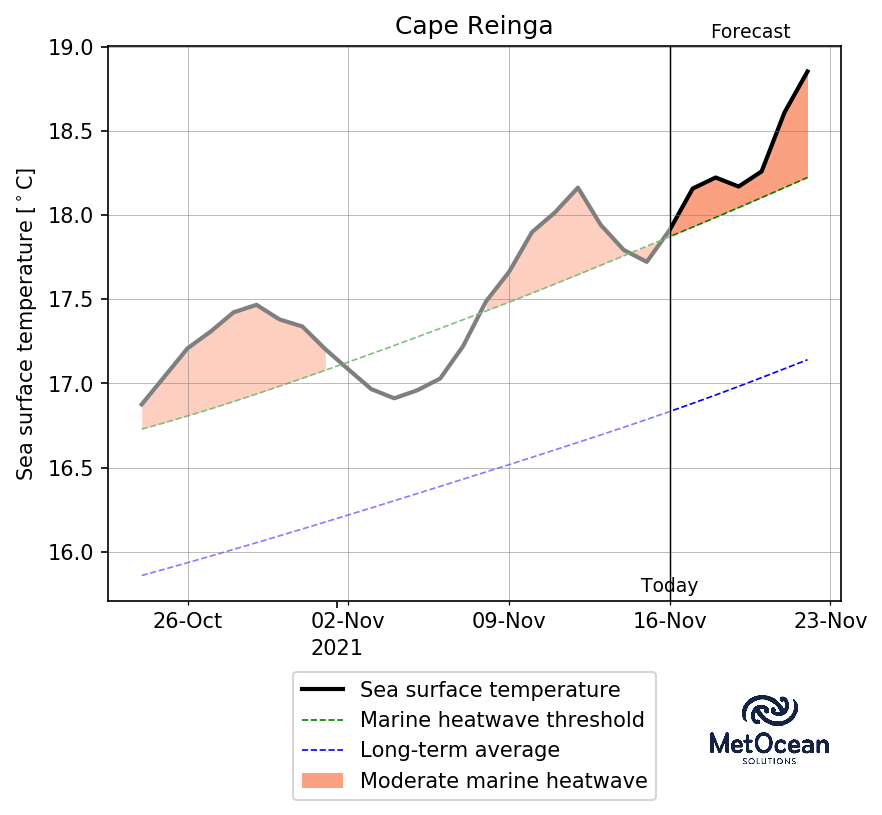 Cape Reinga
Forecast
19.0
18.5
18.0
17.5
17.0
16.5
16.0
Sea surface temperature [°C]
Today
26-Oct 02-Nov 09-Nov 16-Nov 23-Nov
2021
Sea surface temperature
Marine heatwave threshold
Long-term average
Moderate marine heatwave
MetOcean
SOLUTIONS